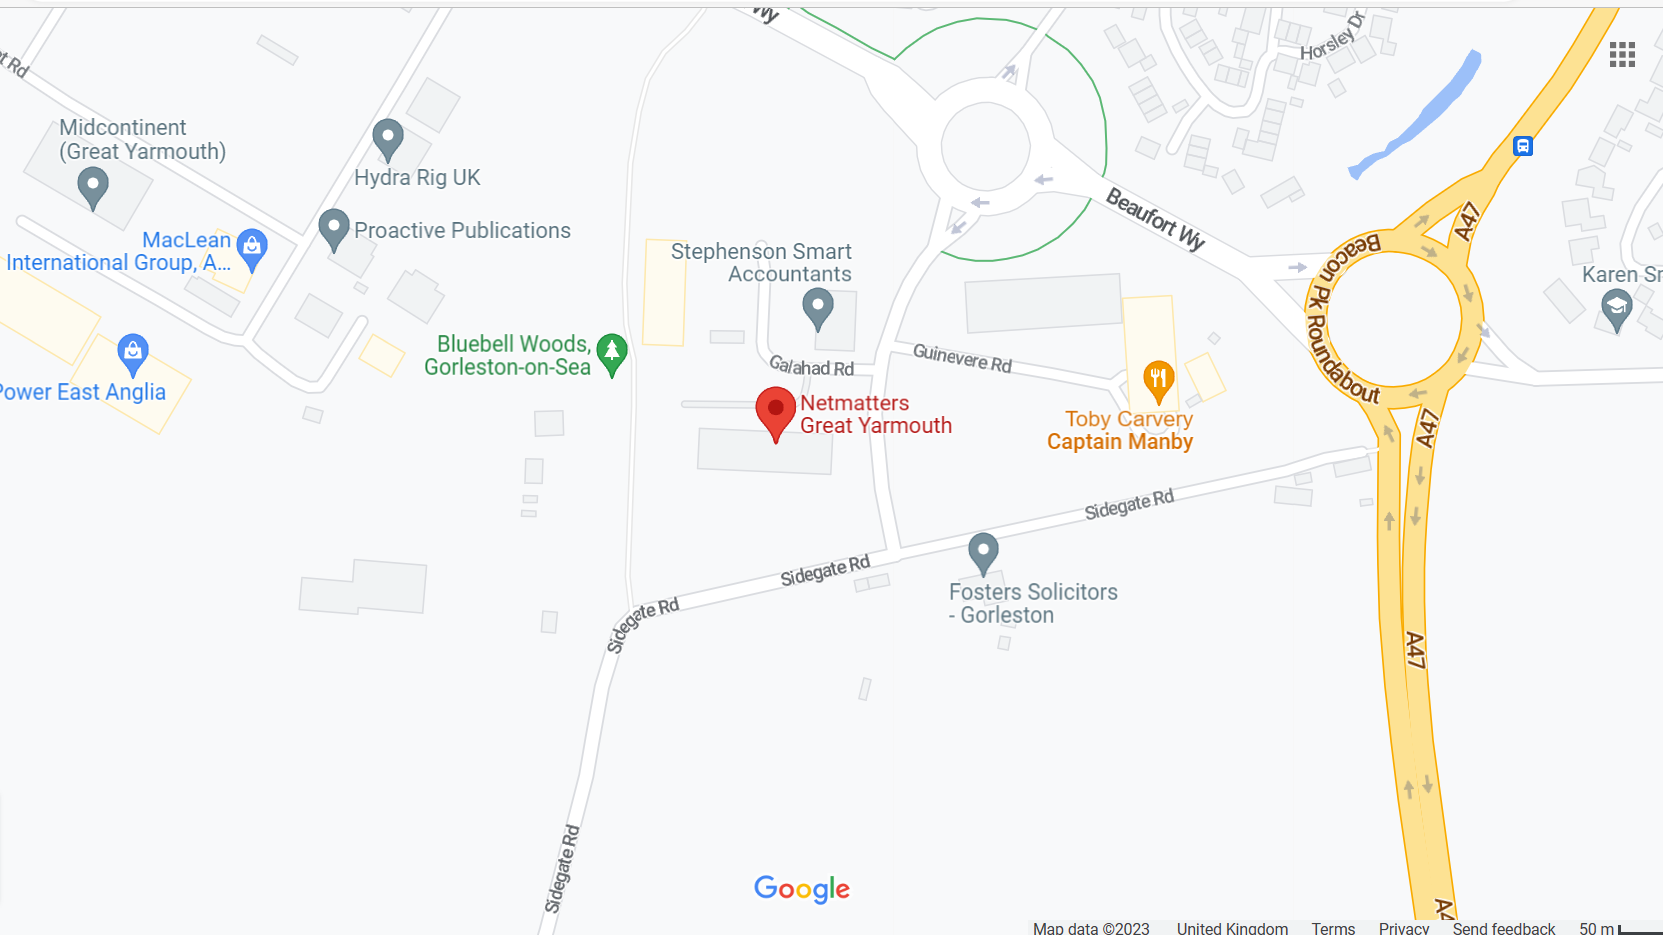 Wy
t Rd
Horsley Dr
Midcontinent
(Great Yarmouth)
Hydra Rig UK
Proactive Publications
MacLean
International Group, A...
Beaufort Wy
A47
Beacon Pk Roundabout
Stephenson Smart
Accountants
Karen Sr
Bluebell Woods,
Gorleston-on-Sea
Galahad Rd
Guinevere Rd
Power East Anglia
Netmatters
Great Yarmouth
Toby Carvery
Captain Manby
A47
Sidegate Rd
Sidegate Rd
Sidegate Rd
Fosters Solicitors
- Gorleston
A47
Sidegate Rd
Google
A4
Map data ©2023 United Kingdom Terms Privacy Send feedback 50 m